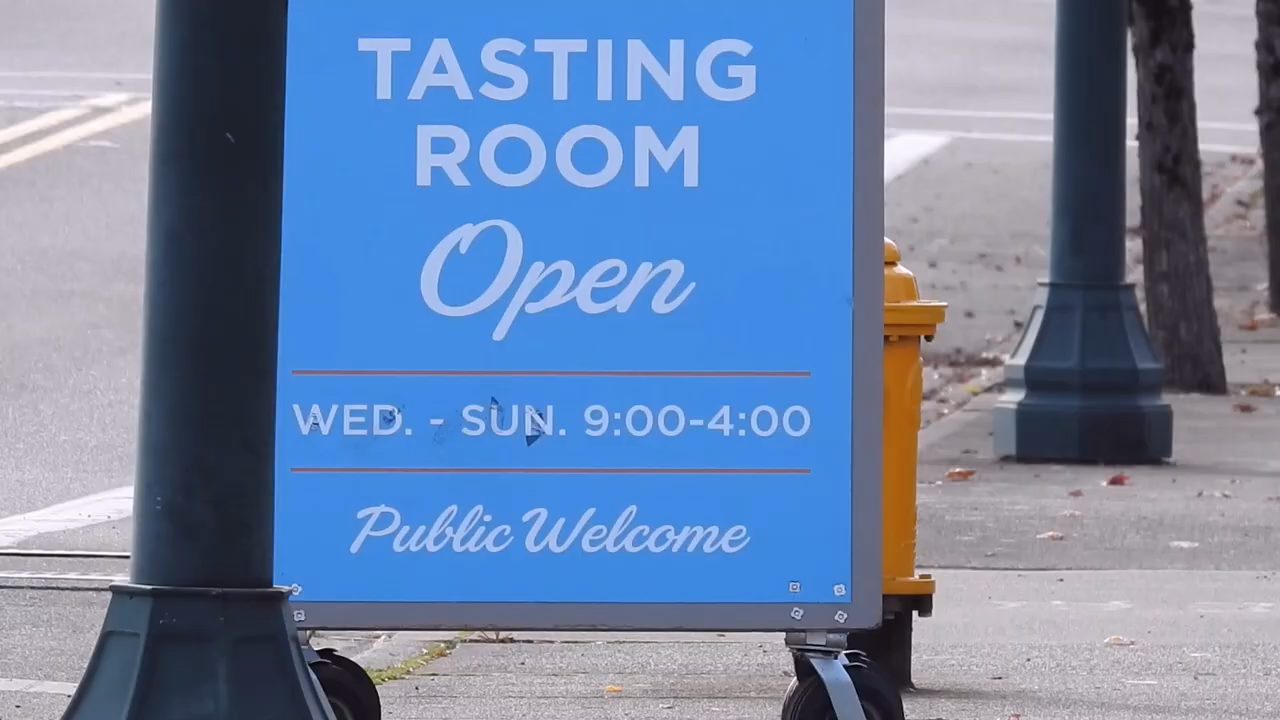 TASTING
ROOM
Open
WED. - SUN. 9:00-4:00
Public Welcome